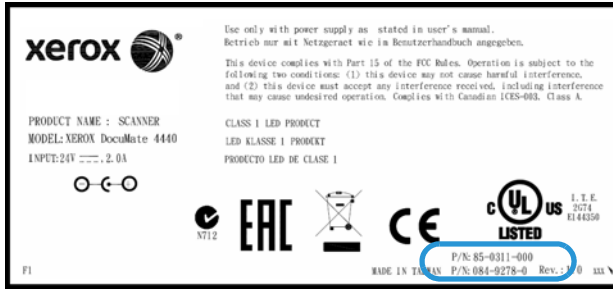 xerox
Use only with power supply as stated in user's manual.
Betrieb nur mit Netzgeraet wie im Benutzerhandbuch angegeben.
This device complies with Part 15 of the FCC Rules. Operation is subject to the
following two conditions: (1) this device may not cause harmful interference,
and (2) this device must accept any interference received, including interference
that may cause undesired operation. Complies with Canadian ICES-003, Class A.
PRODUCT NAME : SCANNER
MODEL: XEROX DocuMate 4440
INPUT:24V 2.0A
CLASS 1 LED PRODUCT
LED KLASSE 1 PRODUKT
PRODUCTO LED DE CLASE 1
N712
EAC
CE
C UL US
LISTED
I.T.E.
2G74
E144350
P/N: 85-0311-000
F1
MADE IN TAIWAN P/N: 084-9278-0 Rev.: 0 xxx